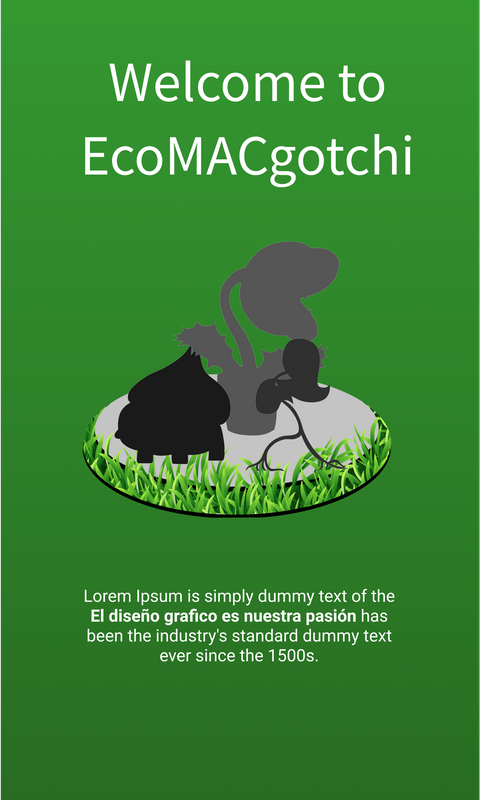 Welcome to
EcoMACgotchi
Lorem Ipsum is simply dummy text of the
El diseño grafico es nuestra pasión has
been the industry's standard dummy text
ever since the 1500s.